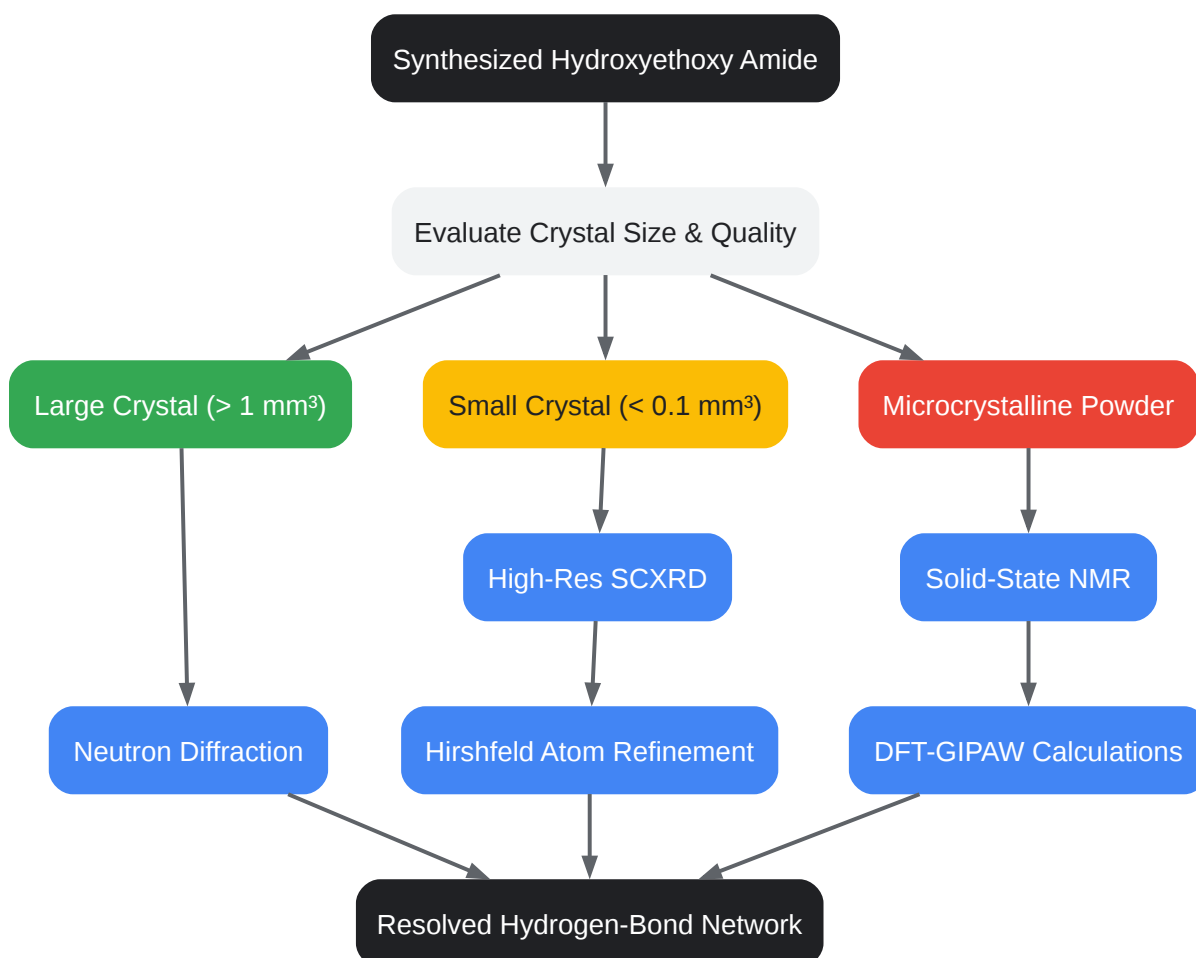 Synthesized Hydroxyethoxy Amide
Evaluate Crystal Size & Quality
Large Crystal (> 1 mm³)
Small Crystal (< 0.1 mm³)
Microcrystalline Powder
High-Res SCXRD
Solid-State NMR
Neutron Diffraction
Hirshfeld Atom Refinement
DFT-GIPAW Calculations
Resolved Hydrogen-Bond Network